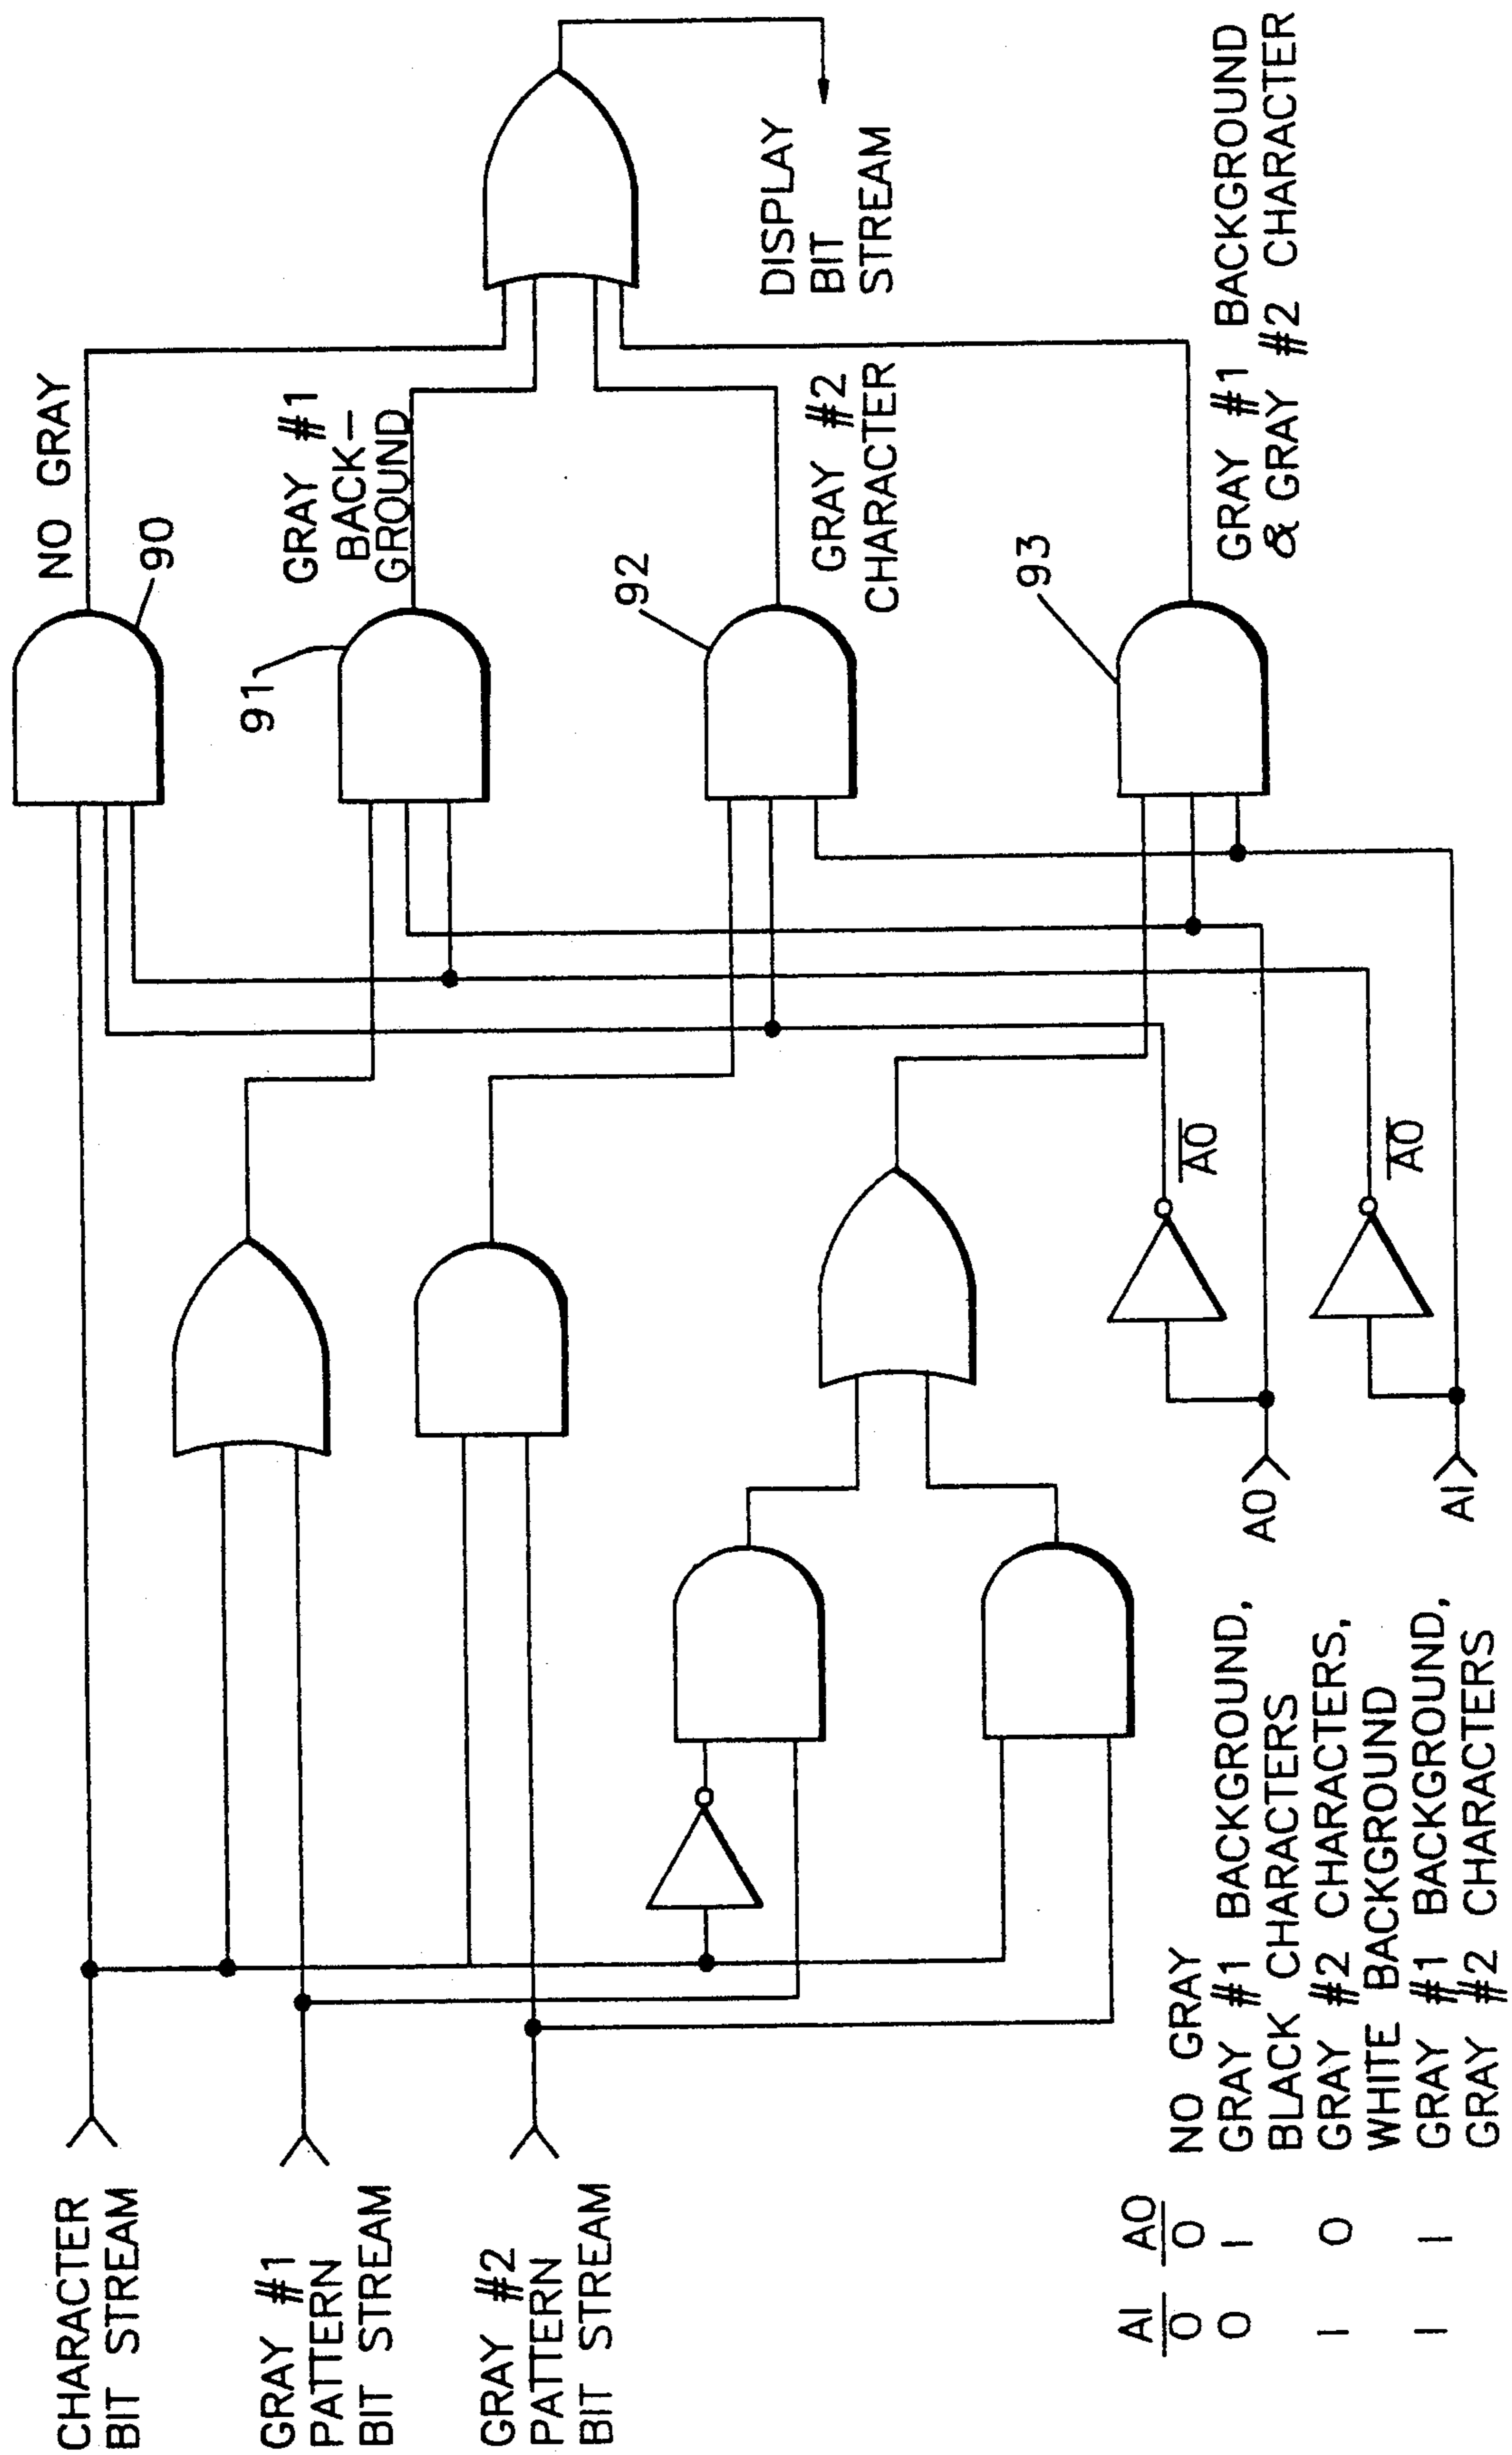 CHARACTER
BIT STREAM
GRAY #1
PATTERN
BIT STREAM
GRAY #2
PATTERN
BIT STREAM
NO GRAY
90
GRAY #1
BACK-
GROUND
91
92
GRAY #2
CHARACTER
93
GRAY #1 BACKGROUND
& GRAY #2 CHARACTER
DISPLAY
BIT
STREAM
A0
A0
A0
A1
A1 A0
0 0 NO GRAY
0 1 GRAY #1 BACKGROUND,
BLACK CHARACTERS
1 0 GRAY #2 CHARACTERS,
WHITE BACKGROUND
1 1 GRAY #1 BACKGROUND,
GRAY #2 CHARACTERS